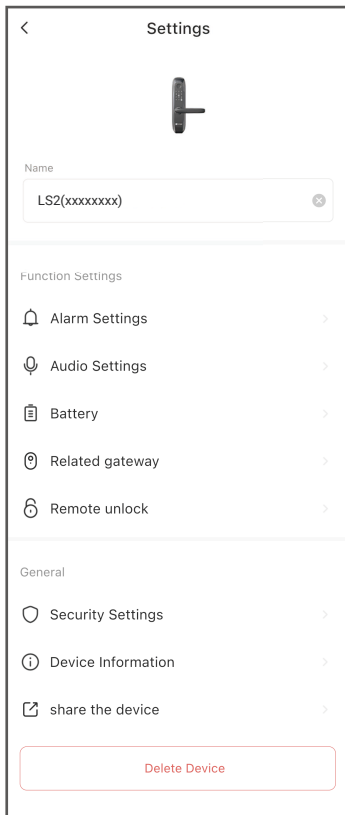 Settings
Name
LS2(xxxxxxxx)
Function Settings
Alarm Settings
Audio Settings
Battery
Related gateway
Remote unlock
General
Security Settings
Device Information
share the device
Delete Device